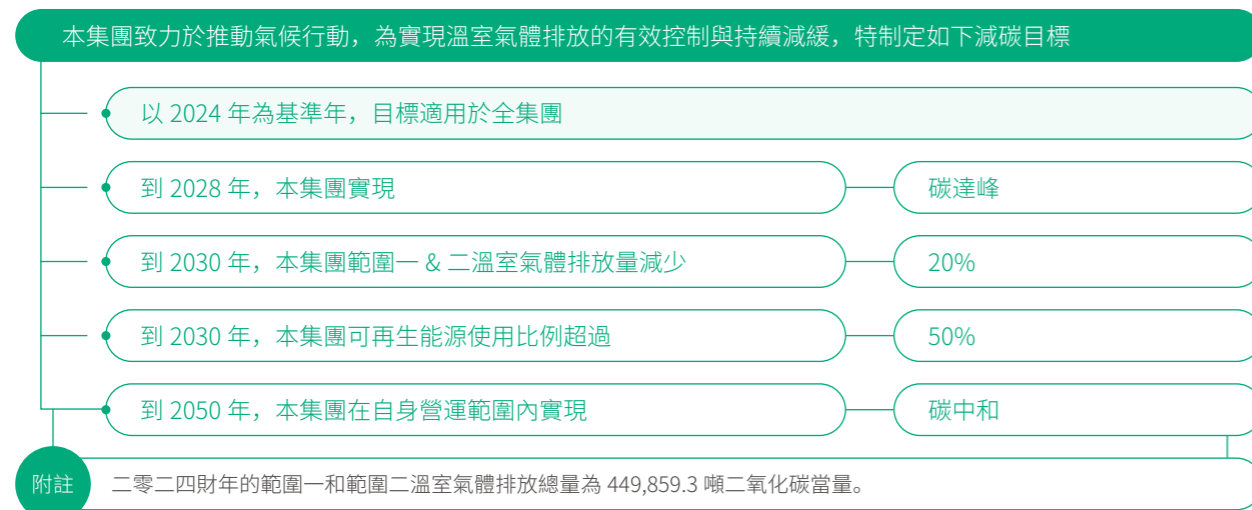 本集團致力於推動氣候行動，為實現溫室氣體排放的有效控制與持續減緩，特制定如下減碳目標
以 2024 年為基準年，目標適用於全集團
到 2028 年，本集團實現
碳達峰
到 2030 年，本集團範圍一 & 二溫室氣體排放量減少
20%
到 2030 年，本集團可再生能源使用比例超過
50%
到 2050 年，本集團在自身營運範圍內實現
碳中和
附註
二零二四財年的範圍一和範圍二溫室氣體排放總量為 449,859.3 噸二氧化碳當量。